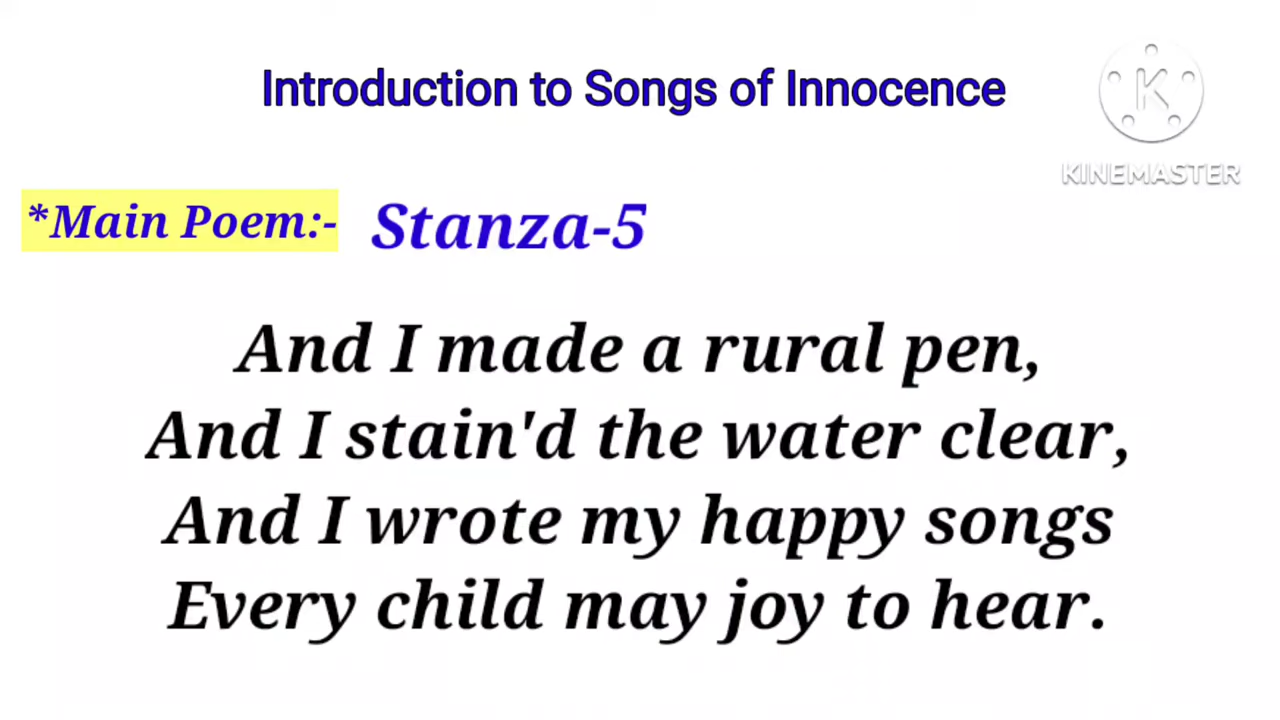 Introduction to Songs of Innocence
K
KINEMASTER
*Main Poem:- Stanza-5
And I made a rural pen,
And I stain'd the water clear,
And I wrote my happy songs
Every child may joy to hear.